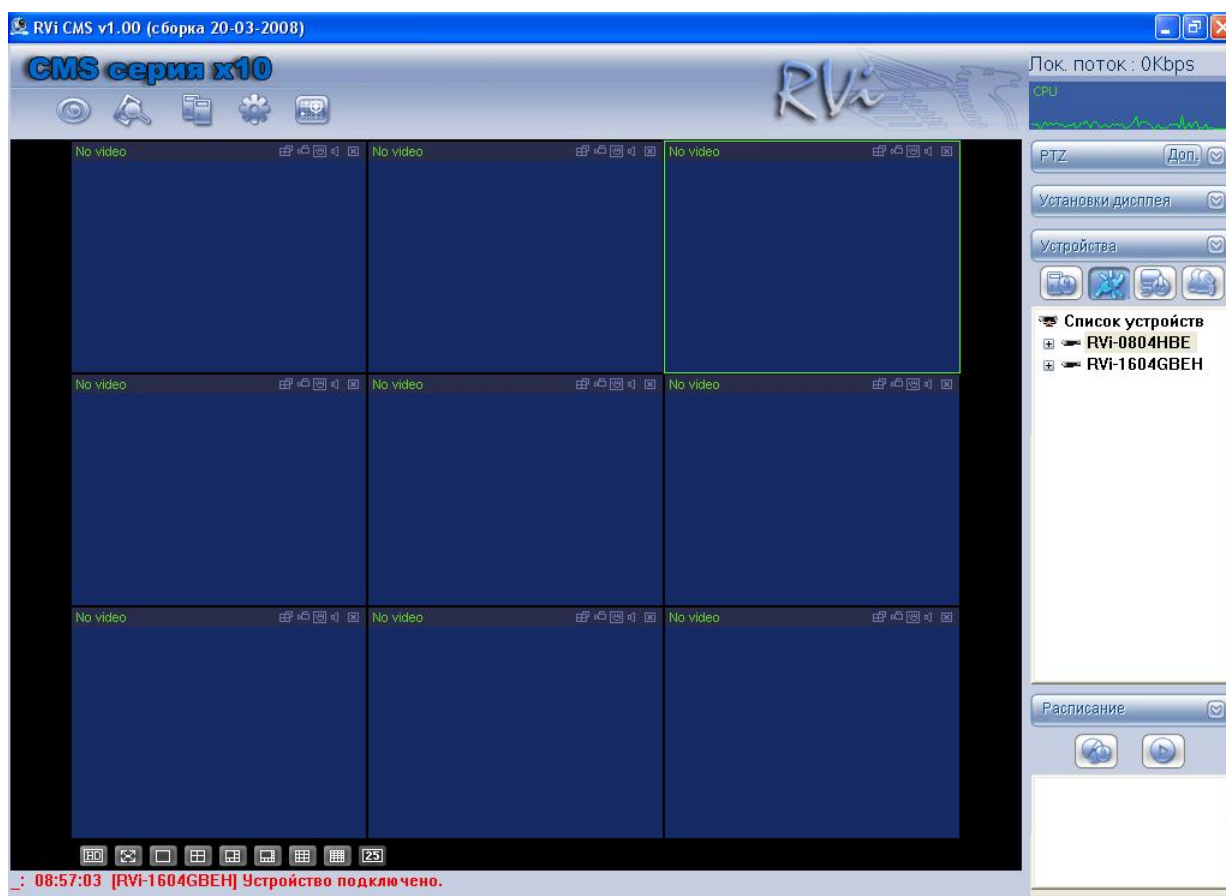 RVi CMS v1.00 (сборка 20-03-2008)
CMS серия x10
RVi
Лок. поток : 0Kbps
CPU
No video
No video
No video
PTZ
Доп.
Установки дисплея
Устройства
Список устройств
RVi-0804HBE
RVi-1604GBEH
No video
No video
No video
No video
No video
No video
Расписание
HQ
25
_: 08:57:03 [RVi-1604GBEH] Устройство подключено.